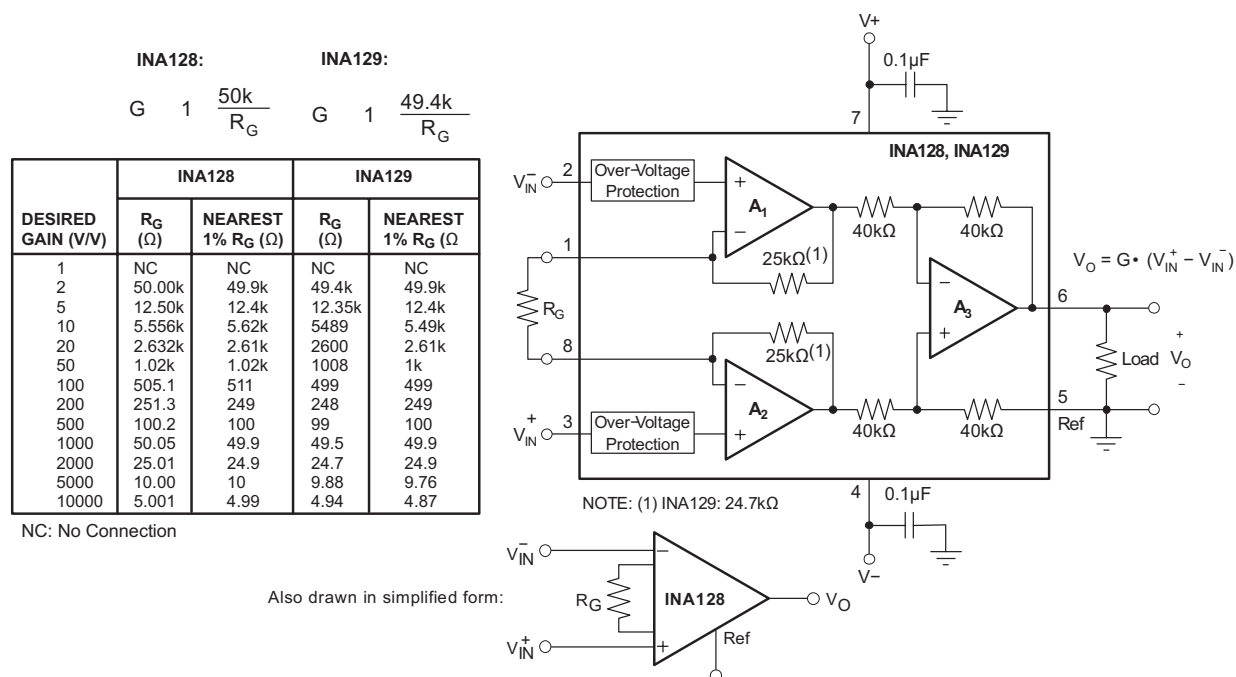 INA128:
INA129:
G 1 50k
R_G
G 1 49.4k
R_G
INA128 INA129
DESIRED GAIN (V/V) R_G (Ω) NEAREST 1% R_G (Ω) R_G (Ω) NEAREST 1% R_G (Ω
1 NC NC NC NC
2 50.00k 49.9k 49.4k 49.9k
5 12.50k 12.4k 12.35k 12.4k
10 5.556k 5.62k 5489 5.49k
20 2.632k 2.61k 2600 2.61k
50 1.02k 1.02k 1008 1k
100 505.1 511 499 499
200 251.3 249 248 249
500 100.2 100 99 100
1000 50.05 49.9 49.5 49.9
2000 25.01 24.9 24.7 24.9
5000 10.00 10 9.88 9.76
10000 5.001 4.99 4.94 4.87
NC: No Connection
V+
0.1µF
7
INA128, INA129
V_IN^− 2 Over-Voltage Protection
+
A_1
−
40kΩ
40kΩ
1
25kΩ(1)
R_G
V_O = G • (V_IN^+ − V_IN^−)
−
A_3
+
6
8
25kΩ(1)
Load
+
V_O
−
−
A_2
+
V_IN^+ 3 Over-Voltage Protection
40kΩ
40kΩ
5
Ref
4
0.1µF
NOTE: (1) INA129: 24.7kΩ
V−
Also drawn in simplified form:
V_IN^−
−
R_G
INA128
V_O
V_IN^+
+
Ref